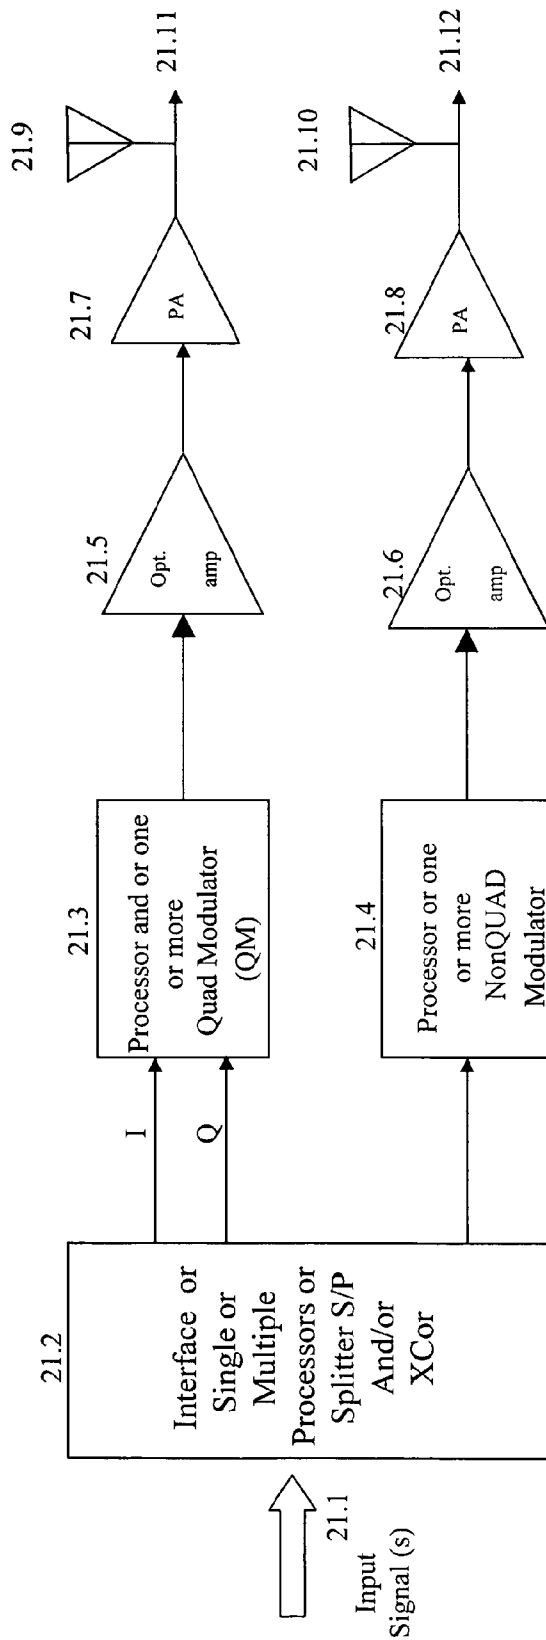 21.1
Input
Signal (s)
21.2
Interface or
Single or
Multiple
Processors or
Splitter S/P
And/or
XCor
I
Q
21.3
Processor and or one
or more
Quad Modulator
(QM)
21.5
Opt.
amp
21.7
PA
21.9
21.11
21.4
Processor or one
or more
NonQUAD
Modulator
21.6
Opt.
amp
21.8
PA
21.10
21.12